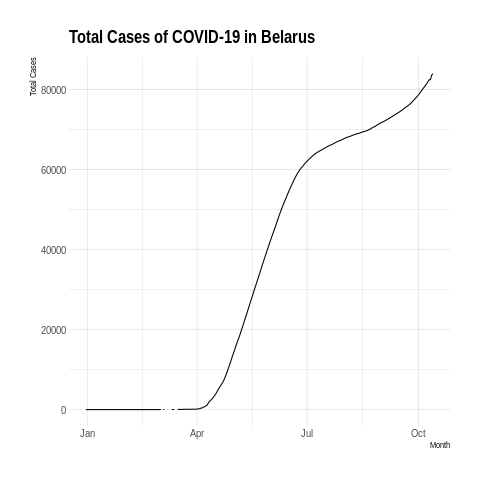 Total Cases of COVID-19 in Belarus
Total Cases
80000
60000
40000
20000
0
Jan Apr Jul Oct
Month